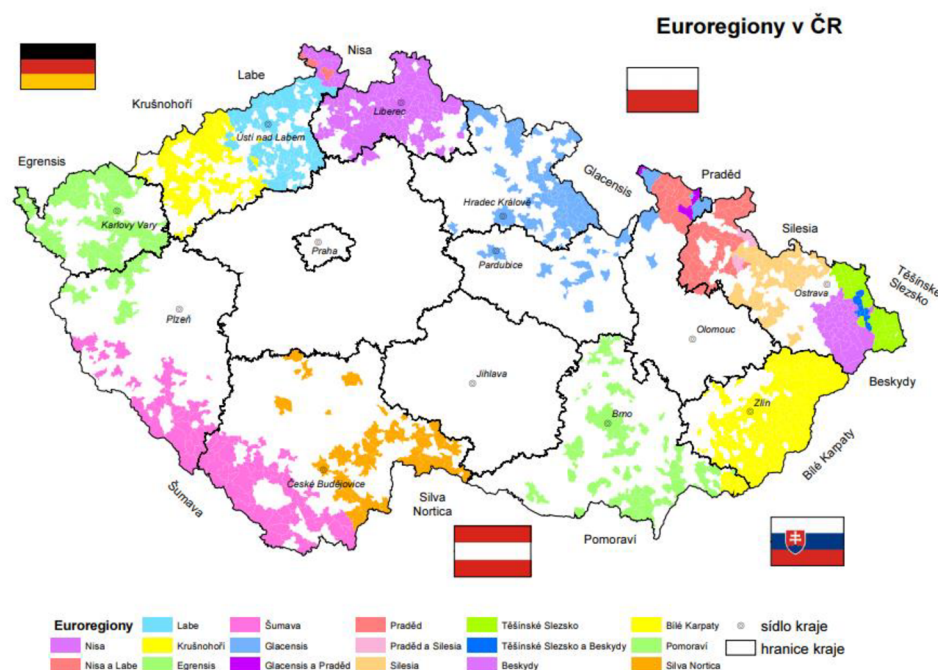 Euroregiony v ČR
Nisa
Labe
Krušnohoří
Liberec
Ústí nad Labem
Egrensis
Glacensis
Praděd
Karlovy Vary
Hradec Králové
Silesia
Praha
Pardubice
Těšínské
Slezsko
Ostrava
Plzeň
Olomouc
Jihlava
Beskydy
Zlín
Brno
Bílé Karpaty
České Budějovice
Šumava
Silva
Nortica
Pomoraví
Euroregiony
Labe
Šumava
Praděd
Těšínské Slezsko
Bílé Karpaty
sídlo kraje
Nisa
Krušnohoří
Glacensis
Praděd a Silesia
Těšínské Slezsko a Beskydy
Pomoraví
hranice kraje
Nisa a Labe
Egrensis
Glacensis a Praděd
Silesia
Beskydy
Silva Nortica